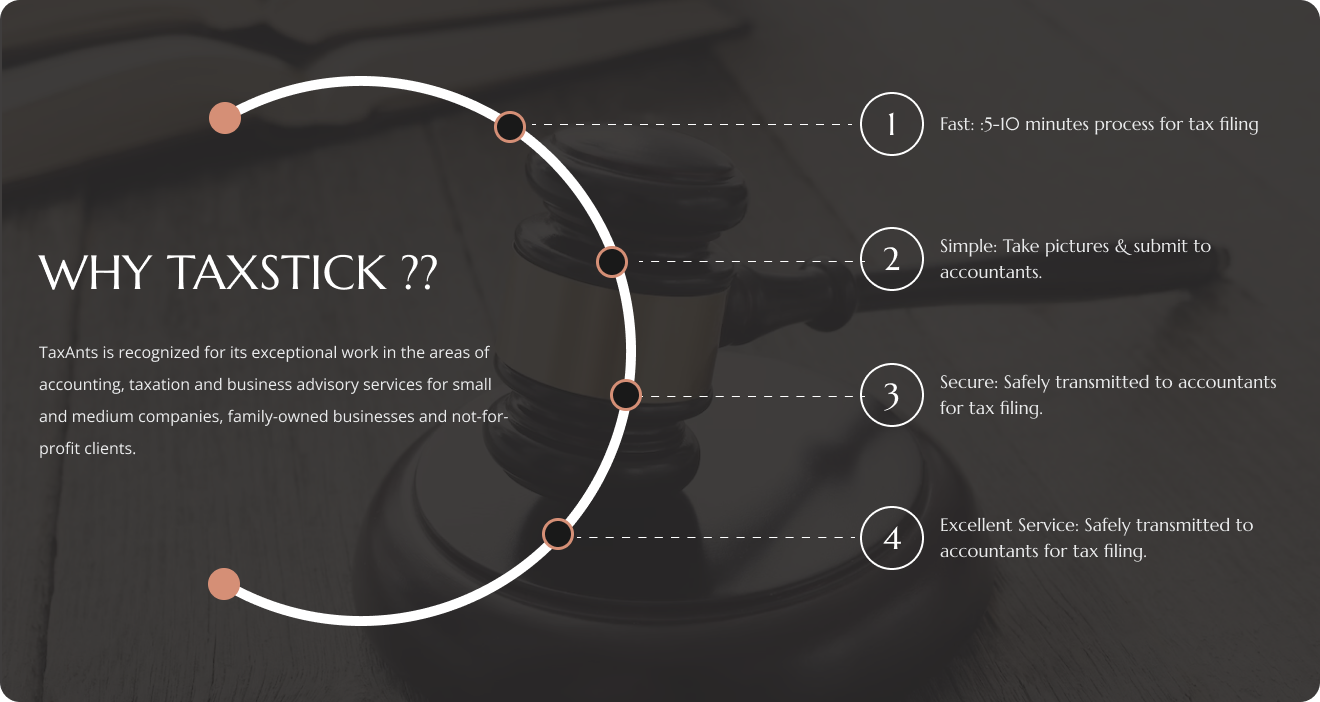 WHY TAXSTICK ??
TaxAnts is recognized for its exceptional work in the areas of
accounting, taxation and business advisory services for small
and medium companies, family-owned businesses and not-for-
profit clients.
1
Fast: :5-10 minutes process for tax filing
2
Simple: Take pictures & submit to
accountants.
3
Secure: Safely transmitted to accountants
for tax filing.
4
Excellent Service: Safely transmitted to
accountants for tax filing.